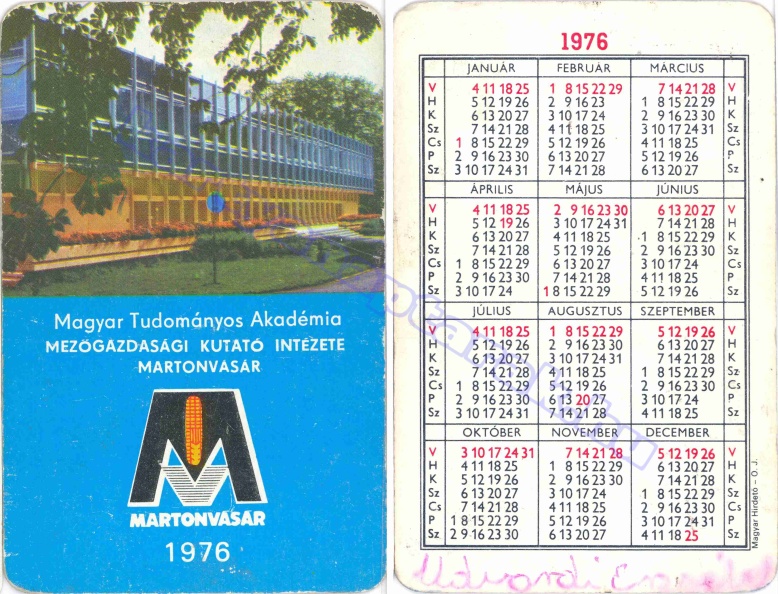 Magyar Tudományos Akadémia
MEZŐGAZDASÁGI KUTATÓ INTÉZETE
MARTONVÁSÁR
MARTONVÁSÁR
1976
1976
JANUÁR FEBRUÁR MÁRCIUS
V 4 11 18 25 1 8 15 22 29 7 14 21 28 V
H 5 12 19 26 2 9 16 23 1 8 15 22 29 H
K 6 13 20 27 3 10 17 24 2 9 16 23 30 K
Sz 7 14 21 28 4 11 18 25 3 10 17 24 31 Sz
Cs 1 8 15 22 29 5 12 19 26 4 11 18 25 Cs
P 2 9 16 23 30 6 13 20 27 5 12 19 26 P
Sz 3 10 17 24 31 7 14 21 28 6 13 20 27 Sz
ÁPRILIS MÁJUS JÚNIUS
V 4 11 18 25 2 9 16 23 30 6 13 20 27 V
H 5 12 19 26 3 10 17 24 31 7 14 21 28 H
K 6 13 20 27 4 11 18 25 1 8 15 22 29 K
Sz 7 14 21 28 5 12 19 26 2 9 16 23 30 Sz
Cs 1 8 15 22 29 6 13 20 27 3 10 17 24 Cs
P 2 9 16 23 30 7 14 21 28 4 11 18 25 P
Sz 3 10 17 24 1 8 15 22 29 5 12 19 26 Sz
JÚLIUS AUGUSZTUS SZEPTEMBER
V 4 11 18 25 1 8 15 22 29 5 12 19 26 V
H 5 12 19 26 2 9 16 23 30 6 13 20 27 H
K 6 13 20 27 3 10 17 24 31 7 14 21 28 K
Sz 7 14 21 28 4 11 18 25 1 8 15 22 29 Sz
Cs 1 8 15 22 29 5 12 19 26 2 9 16 23 30 Cs
P 2 9 16 23 30 6 13 20 27 3 10 17 24 P
Sz 3 10 17 24 31 7 14 21 28 4 11 18 25 Sz
OKTÓBER NOVEMBER DECEMBER
V 3 10 17 24 31 7 14 21 28 5 12 19 26 V
H 4 11 18 25 1 8 15 22 29 6 13 20 27 H
K 5 12 19 26 2 9 16 23 30 7 14 21 28 K
Sz 6 13 20 27 3 10 17 24 1 8 15 22 29 Sz
Cs 7 14 21 28 4 11 18 25 2 9 16 23 30 Cs
P 1 8 15 22 29 5 12 19 26 3 10 17 24 31 P
Sz 2 9 16 23 30 6 13 20 27 4 11 18 25 Sz
Magyar Hirdető – O. J.
Udvardi